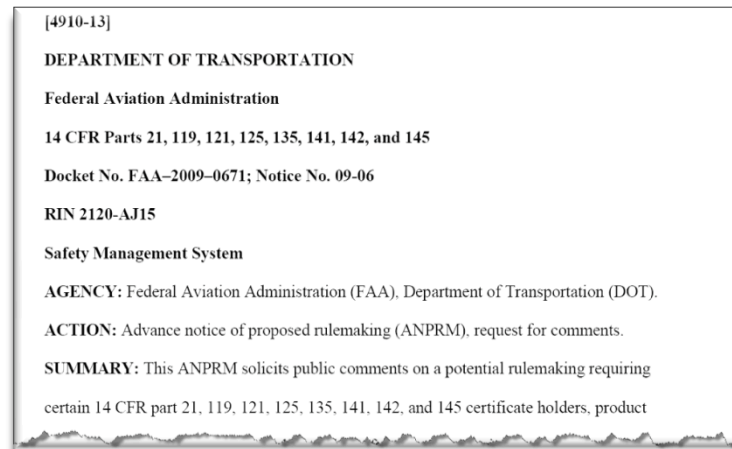 [4910-13]
DEPARTMENT OF TRANSPORTATION
Federal Aviation Administration
14 CFR Parts 21, 119, 121, 125, 135, 141, 142, and 145
Docket No. FAA–2009–0671; Notice No. 09-06
RIN 2120-AJ15
Safety Management System
AGENCY: Federal Aviation Administration (FAA), Department of Transportation (DOT).
ACTION: Advance notice of proposed rulemaking (ANPRM), request for comments.
SUMMARY: This ANPRM solicits public comments on a potential rulemaking requiring
certain 14 CFR part 21, 119, 121, 125, 135, 141, 142, and 145 certificate holders, product